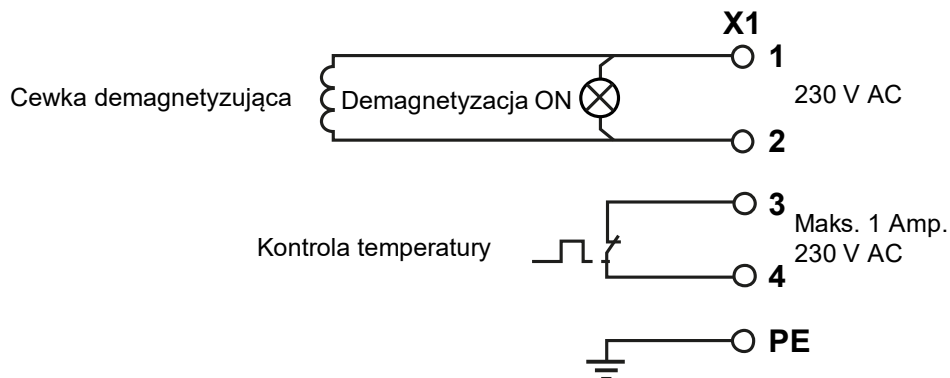 X1
1
Cewka demagnetyzująca
Demagnetyzacja ON
230 V AC
2
3
Maks. 1 Amp.
Kontrola temperatury
230 V AC
4
PE